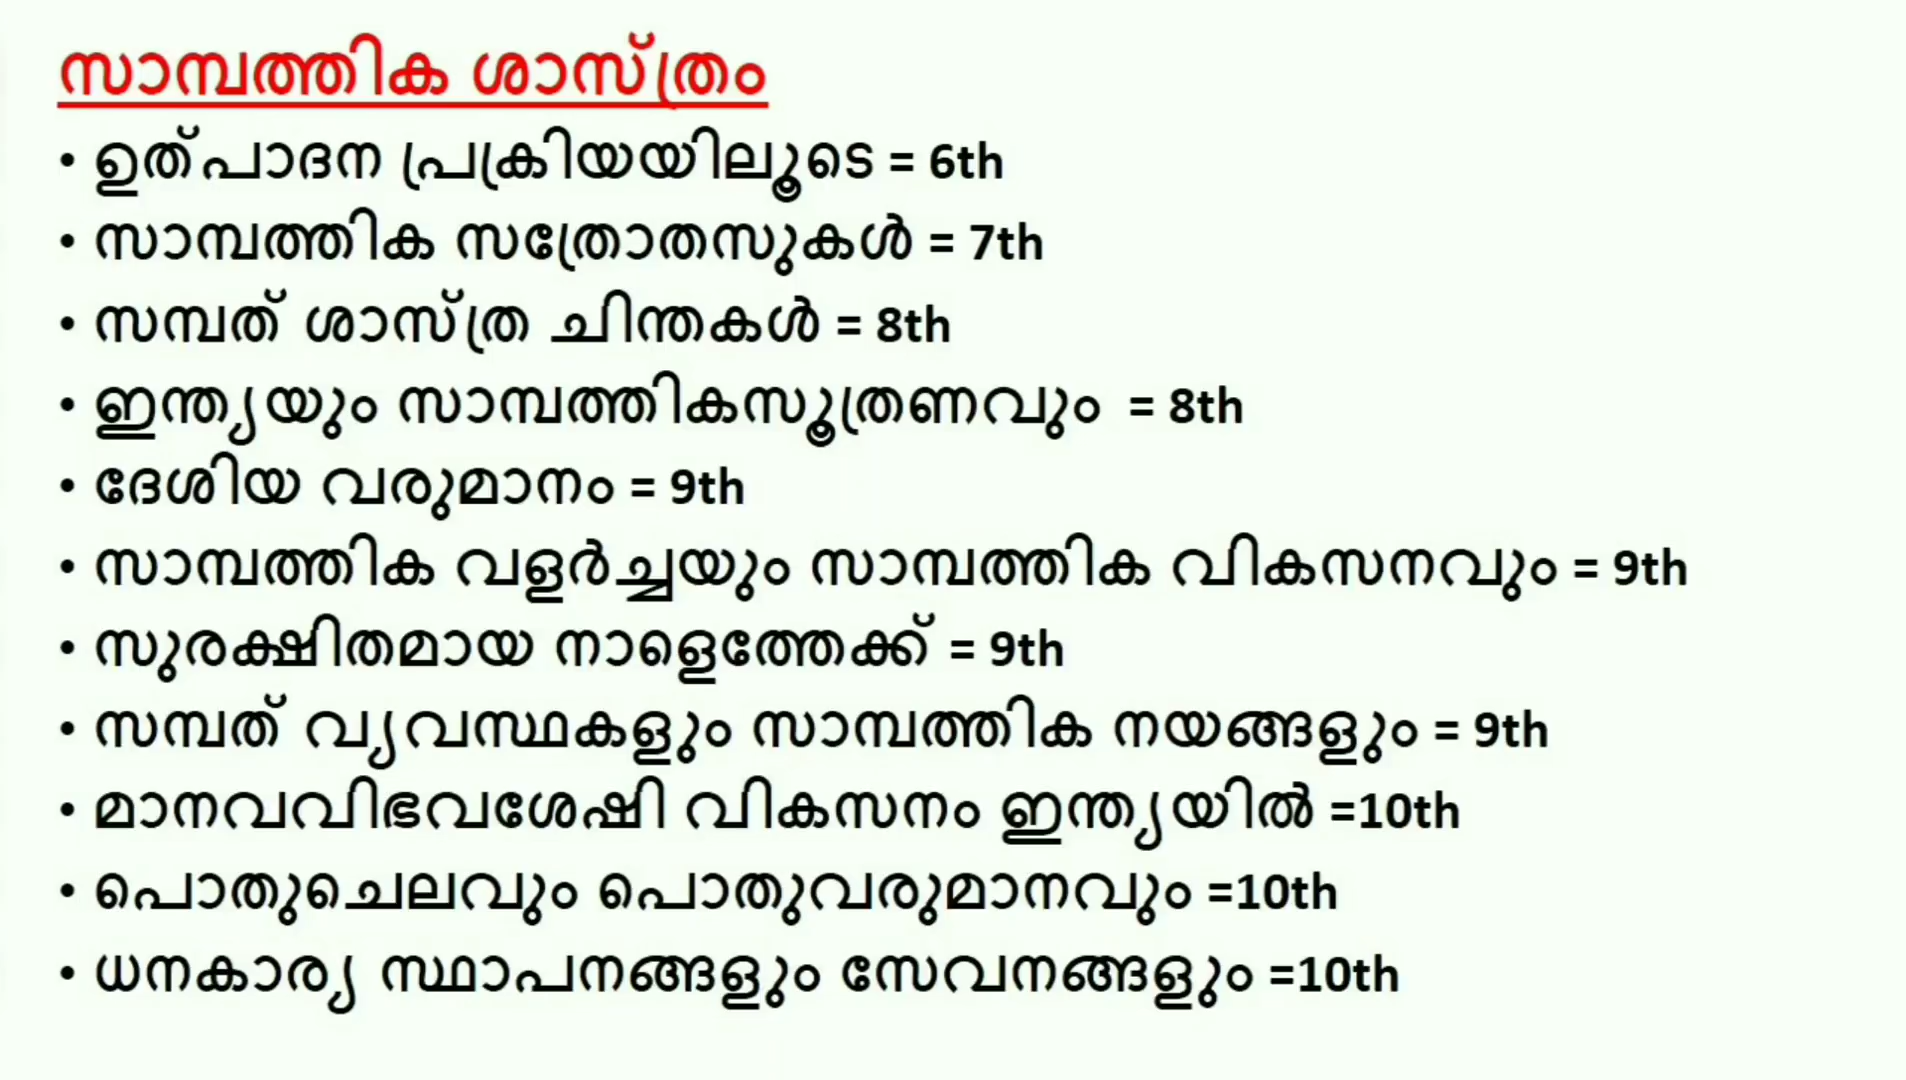 സാമ്പത്തിക ശാസ്ത്രം
• ഉത്പാദന പ്രക്രിയയിലൂടെ = 6th
• സാമ്പത്തിക സത്രോതസുകൾ = 7th
• സമ്പത് ശാസ്ത്ര ചിന്തകൾ = 8th
• ഇന്ത്യയും സാമ്പത്തികസൂത്രണവും = 8th
• ദേശിയ വരുമാനം = 9th
• സാമ്പത്തിക വളർച്ചയും സാമ്പത്തിക വികസനവും = 9th
• സുരക്ഷിതമായ നാളെത്തേക്ക് = 9th
• സമ്പത് വ്യവസ്ഥകളും സാമ്പത്തിക നയങ്ങളും = 9th
• മാനവവിഭവശേഷി വികസനം ഇന്ത്യയിൽ =10th
• പൊതുചെലവും പൊതുവരുമാനവും =10th
• ധനകാര്യ സ്ഥാപനങ്ങളും സേവനങ്ങളും =10th